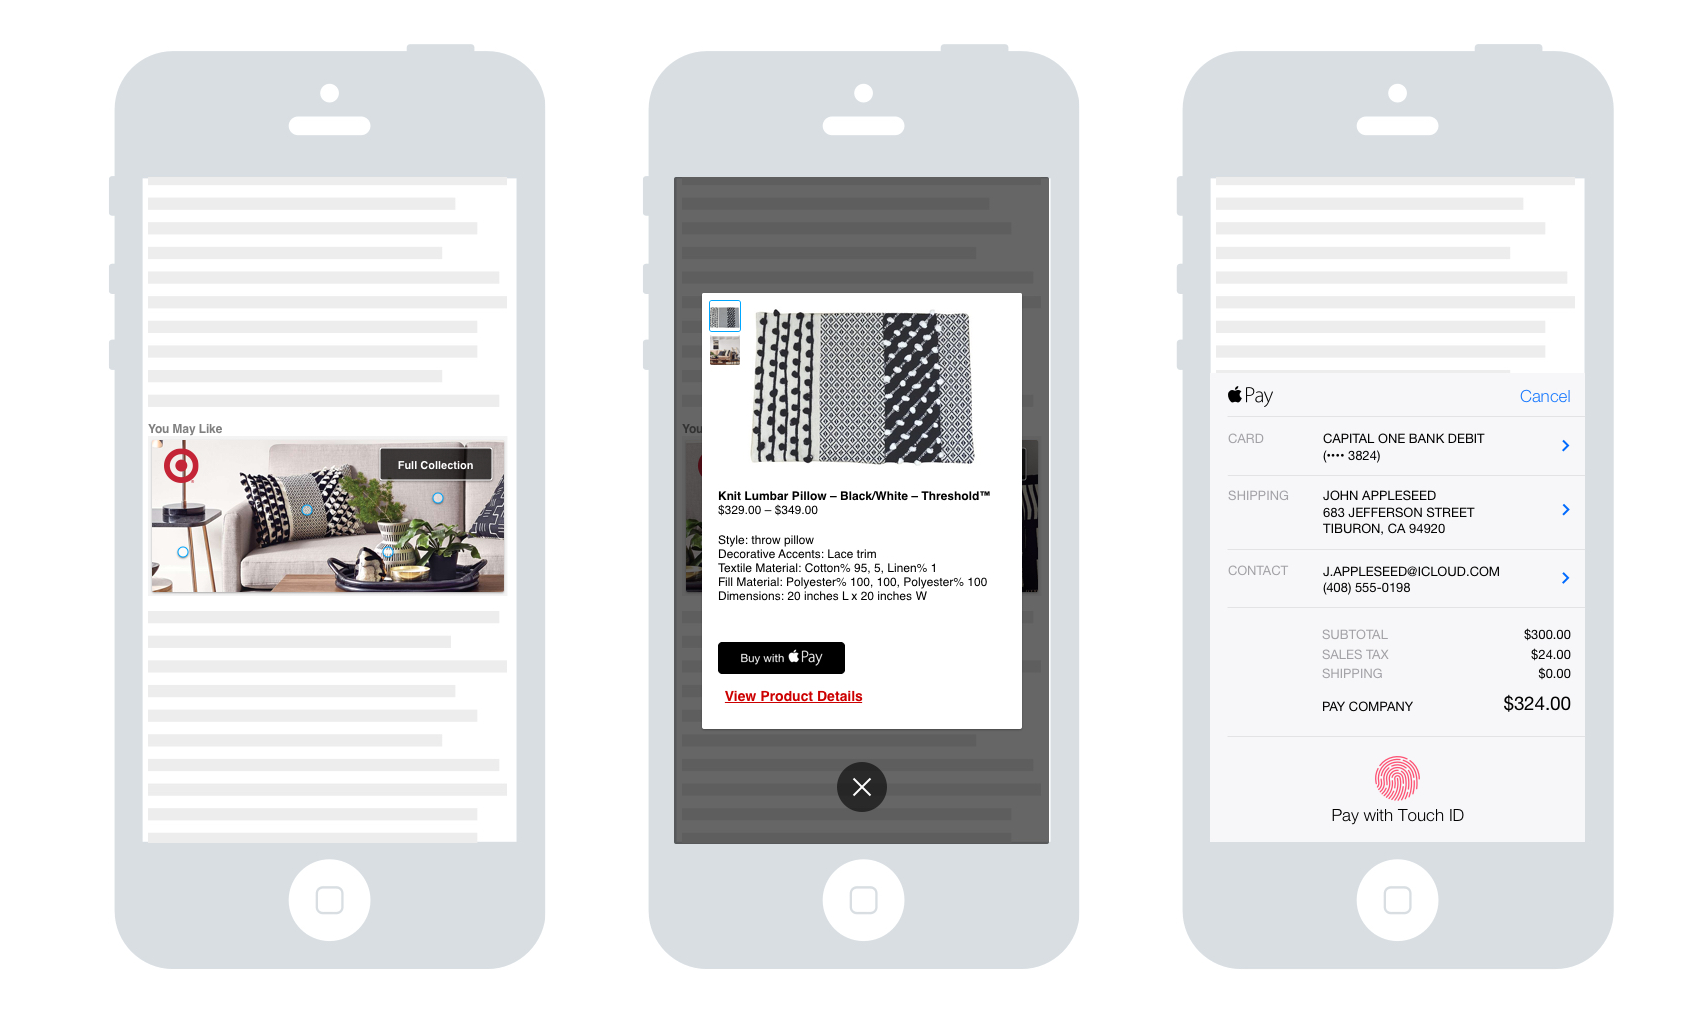 You May Like
Full Collection
You
Knit Lumbar Pillow – Black/White – Threshold™
$329.00 – $349.00
Style: throw pillow
Decorative Accents: Lace trim
Textile Material: Cotton% 95, 5, Linen% 1
Fill Material: Polyester% 100, 100, Polyester% 100
Dimensions: 20 inches L x 20 inches W
Buy with Pay
View Product Details
Pay
Cancel
CARD
CAPITAL ONE BANK DEBIT
(•••• 3824)
SHIPPING
JOHN APPLESEED
683 JEFFERSON STREET
TIBURON, CA 94920
CONTACT
J.APPLESEED@ICLOUD.COM
(408) 555-0198
SUBTOTAL $300.00
SALES TAX $24.00
SHIPPING $0.00
PAY COMPANY $324.00
Pay with Touch ID